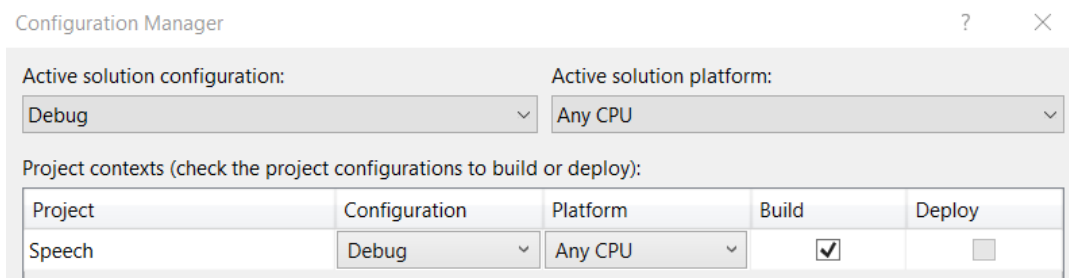 Configuration Manager ?
Active solution configuration: Active solution platform:
Debug Any CPU
Project contexts (check the project configurations to build or deploy):
Project Configuration Platform Build Deploy
Speech Debug Any CPU